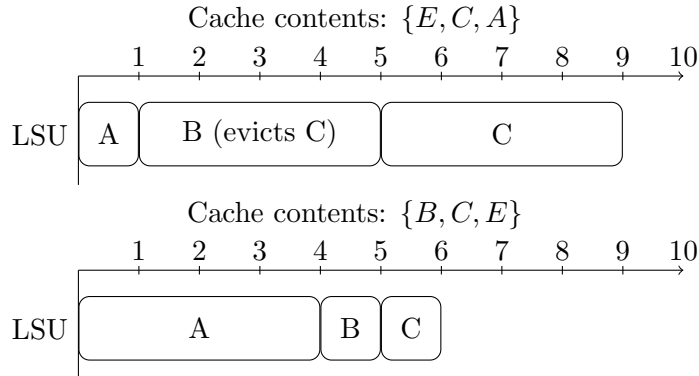 Cache contents: {E, C, A}
1 2 3 4 5 6 7 8 9 10
LSU A B (evicts C) C
Cache contents: {B, C, E}
1 2 3 4 5 6 7 8 9 10
LSU A B C